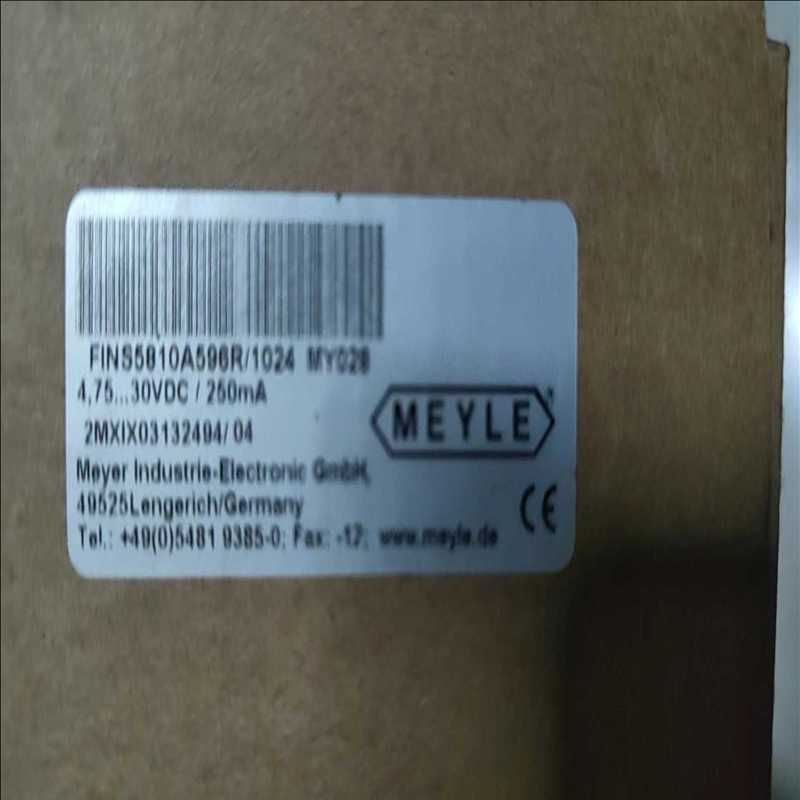 FINS5810A596R/1024 MY028
4,75...30VDC / 250mA
2MXIX03132494/ 04
MEYLE
Meyer Industrie-Electronic GmbH,
49525Lengerich/Germany
CE
Tel.: +49(0)5481 9385-0; Fax: -12; www.meyle.de